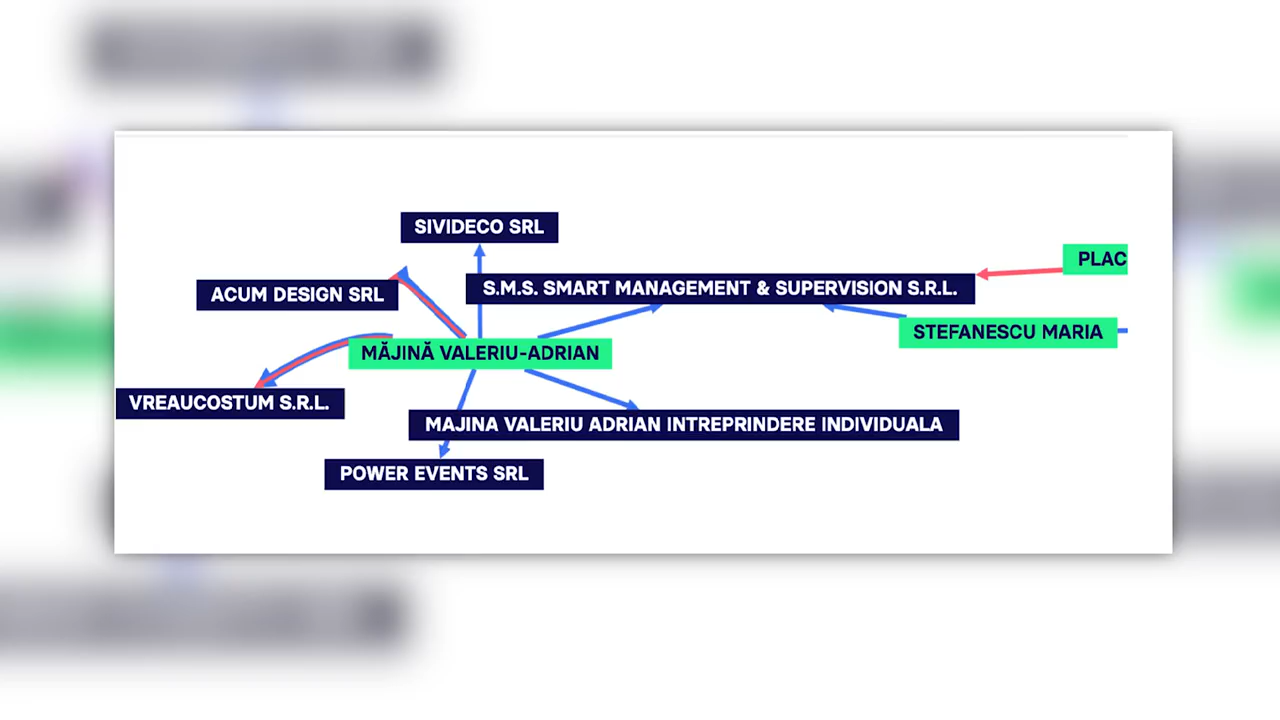 SIVIDECO SRL
ACUM DESIGN SRL
S.M.S. SMART MANAGEMENT & SUPERVISION S.R.L.
PLAC
STEFANESCU MARIA
MĂJINĂ VALERIU-ADRIAN
VREAUCOSTUM S.R.L.
MAJINA VALERIU ADRIAN INTREPRINDERE INDIVIDUALA
POWER EVENTS SRL